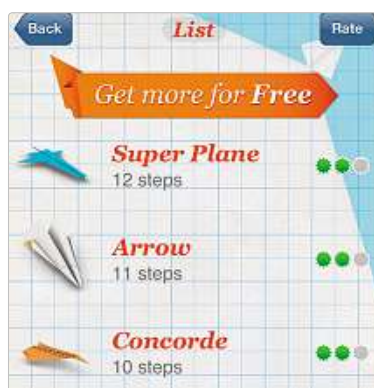 Back
List
Rate
Get more for Free
Super Plane
12 steps
Arrow
11 steps
Concorde
10 steps